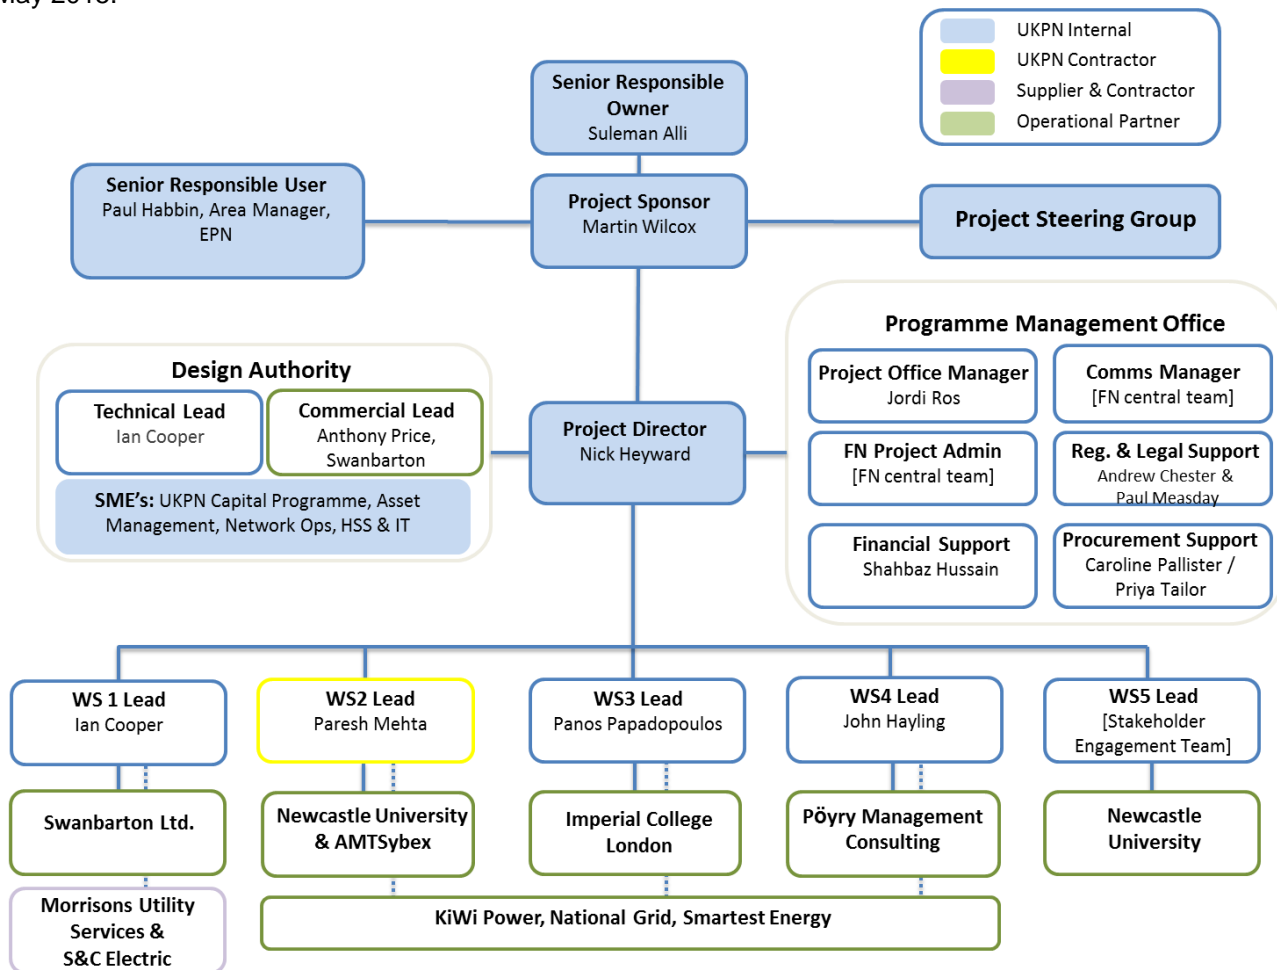 May 2015.
UKPN Internal
UKPN Contractor
Supplier & Contractor
Operational Partner
Senior Responsible
Owner
Suleman Alli
Senior Responsible User
Paul Habbin, Area Manager,
EPN
Project Sponsor
Martin Wilcox
Project Steering Group
Design Authority
Technical Lead
Ian Cooper
Commercial Lead
Anthony Price,
Swanbarton
SME's: UKPN Capital Programme, Asset
Management, Network Ops, HSS & IT
Project Director
Nick Heyward
Programme Management Office
Project Office Manager
Jordi Ros
Comms Manager
[FN central team]
FN Project Admin
[FN central team]
Reg. & Legal Support
Andrew Chester &
Paul Measday
Financial Support
Shahbaz Hussain
Procurement Support
Caroline Pallister /
Priya Tailor
WS 1 Lead
Ian Cooper
WS2 Lead
Paresh Mehta
WS3 Lead
Panos Papadopoulos
WS4 Lead
John Hayling
WS5 Lead
[Stakeholder
Engagement Team]
Swanbarton Ltd.
Newcastle University
& AMTSybex
Imperial College
London
Pöyry Management
Consulting
Newcastle
University
Morrisons Utility
Services &
S&C Electric
KiWi Power, National Grid, Smartest Energy